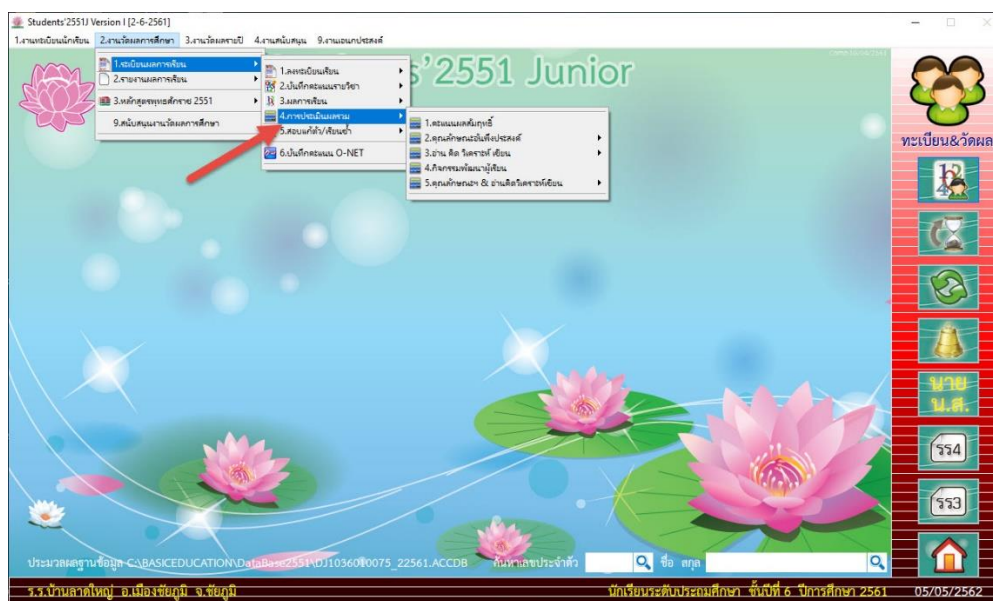 Students'2551J Version I [2-6-2561]
1.งานทะเบียนนักเรียน 2.งานวัดผลการศึกษา 3.งานวัดผลรายปี 4.งานสนับสนุน 9.งานเอนกประสงค์
1.ระเบียนผลการเรียน
2.รายงานผลการเรียน
3.หลักสูตรพุทธศักราช 2551
9.สนับสนุนงานวัดผลการศึกษา
1.ลงทะเบียนเรียน
2.บันทึกคะแนนรายวิชา
3.ผลการเรียน
4.การประเมินผลรวม
5.สอบแก้ตัว/เรียนซ้ำ
6.บันทึกคะแนน O-NET
1.คะแนนผลสัมฤทธิ์
2.คุณลักษณะอันพึงประสงค์
3.อ่าน คิด วิเคราะห์ เขียน
4.กิจกรรมพัฒนาผู้เรียน
5.คุณลักษณะฯ & อ่านคิดวิเคราะห์เขียน
s'2551 Junior
ทะเบียน&วัดผล
นาย
น.ส.
รร4
รร3
ประมวลผลฐานข้อมูล C:\BASICEDUCATION\DataBase2551\DJ1036010075_22561.ACCDB ค้นหาเลขประจำตัว ชื่อ สกุล
ร.ร.บ้านลาดใหญ่ อ.เมืองชัยภูมิ จ.ชัยภูมิ นักเรียนระดับประถมศึกษา ชั้นปีที่ 6 ปีการศึกษา 2561 05/05/2562